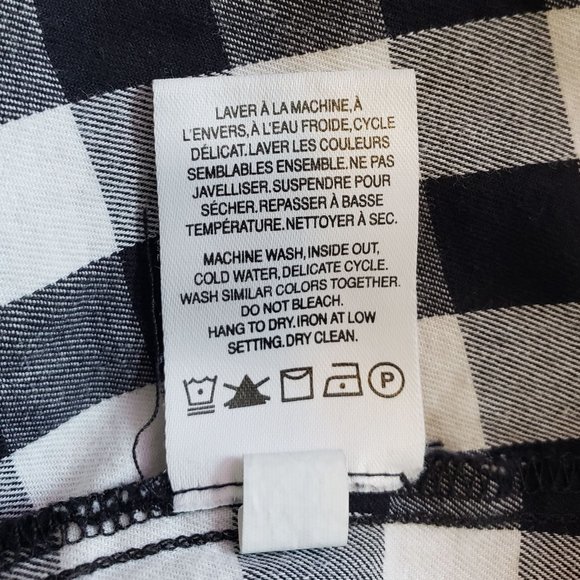 LAVER À LA MACHINE,À
L'ENVERS,À L'EAU FROIDE,CYCLE
DÉLICAT.LAVER LES COULEURS
SEMBLABLES ENSEMBLE.NE PAS
JAVELLISER.SUSPENDRE POUR
SÉCHER.REPASSER À BASSE
TEMPÉRATURE.NETTOYER À SEC.
MACHINE WASH,INSIDE OUT,
COLD WATER,DELICATE CYCLE.
WASH SIMILAR COLORS TOGETHER.
DO NOT BLEACH.
HANG TO DRY.IRON AT LOW
SETTING.DRY CLEAN.
P